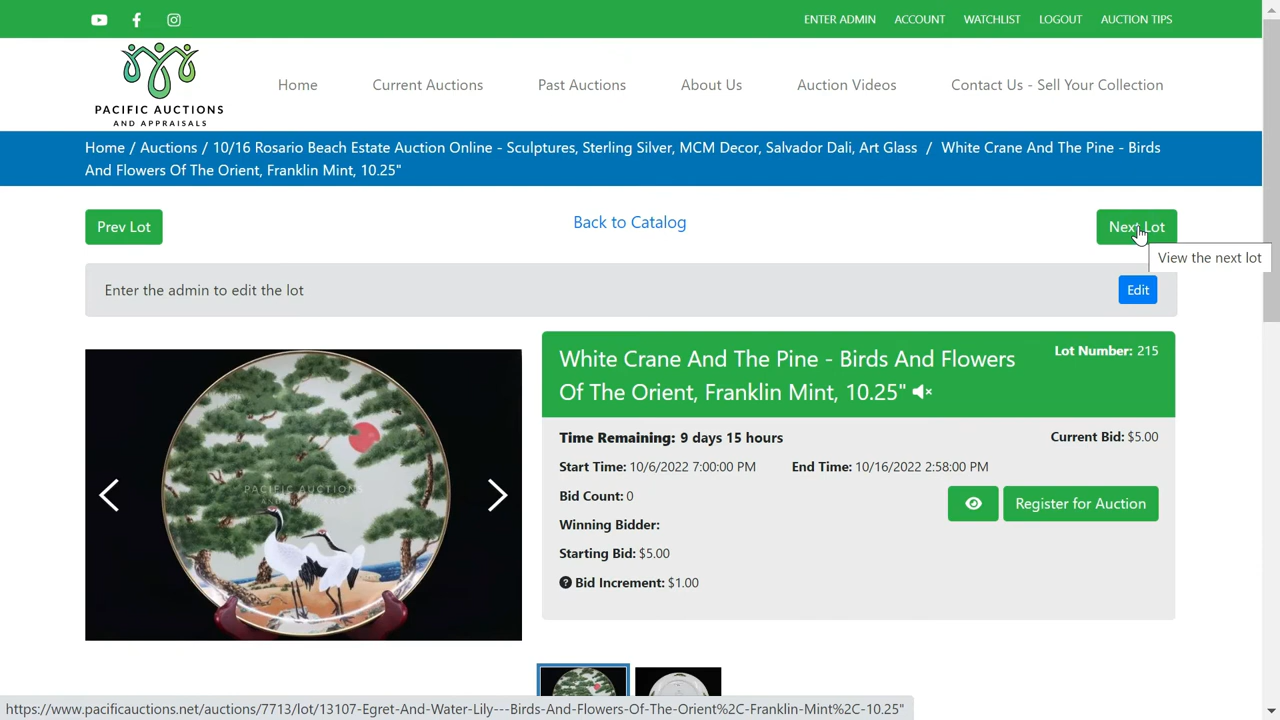 ENTER ADMIN ACCOUNT WATCHLIST LOGOUT AUCTION TIPS
PACIFIC AUCTIONS
AND APPRAISALS
Home Current Auctions Past Auctions About Us Auction Videos Contact Us - Sell Your Collection
Home / Auctions / 10/16 Rosario Beach Estate Auction Online - Sculptures, Sterling Silver, MCM Decor, Salvador Dali, Art Glass / White Crane And The Pine - Birds
And Flowers Of The Orient, Franklin Mint, 10.25"
Prev Lot Back to Catalog Next Lot
View the next lot
Enter the admin to edit the lot Edit
White Crane And The Pine - Birds And Flowers
Of The Orient, Franklin Mint, 10.25"
Lot Number: 215
Time Remaining: 9 days 15 hours Current Bid: $5.00
Start Time: 10/6/2022 7:00:00 PM End Time: 10/16/2022 2:58:00 PM
Bid Count: 0
Register for Auction
Winning Bidder:
Starting Bid: $5.00
? Bid Increment: $1.00
PACIFIC AUCTIONS
https://www.pacificauctions.net/auctions/7713/lot/13107-Egret-And-Water-Lily---Birds-And-Flowers-Of-The-Orient%2C-Franklin-Mint%2C-10.25"